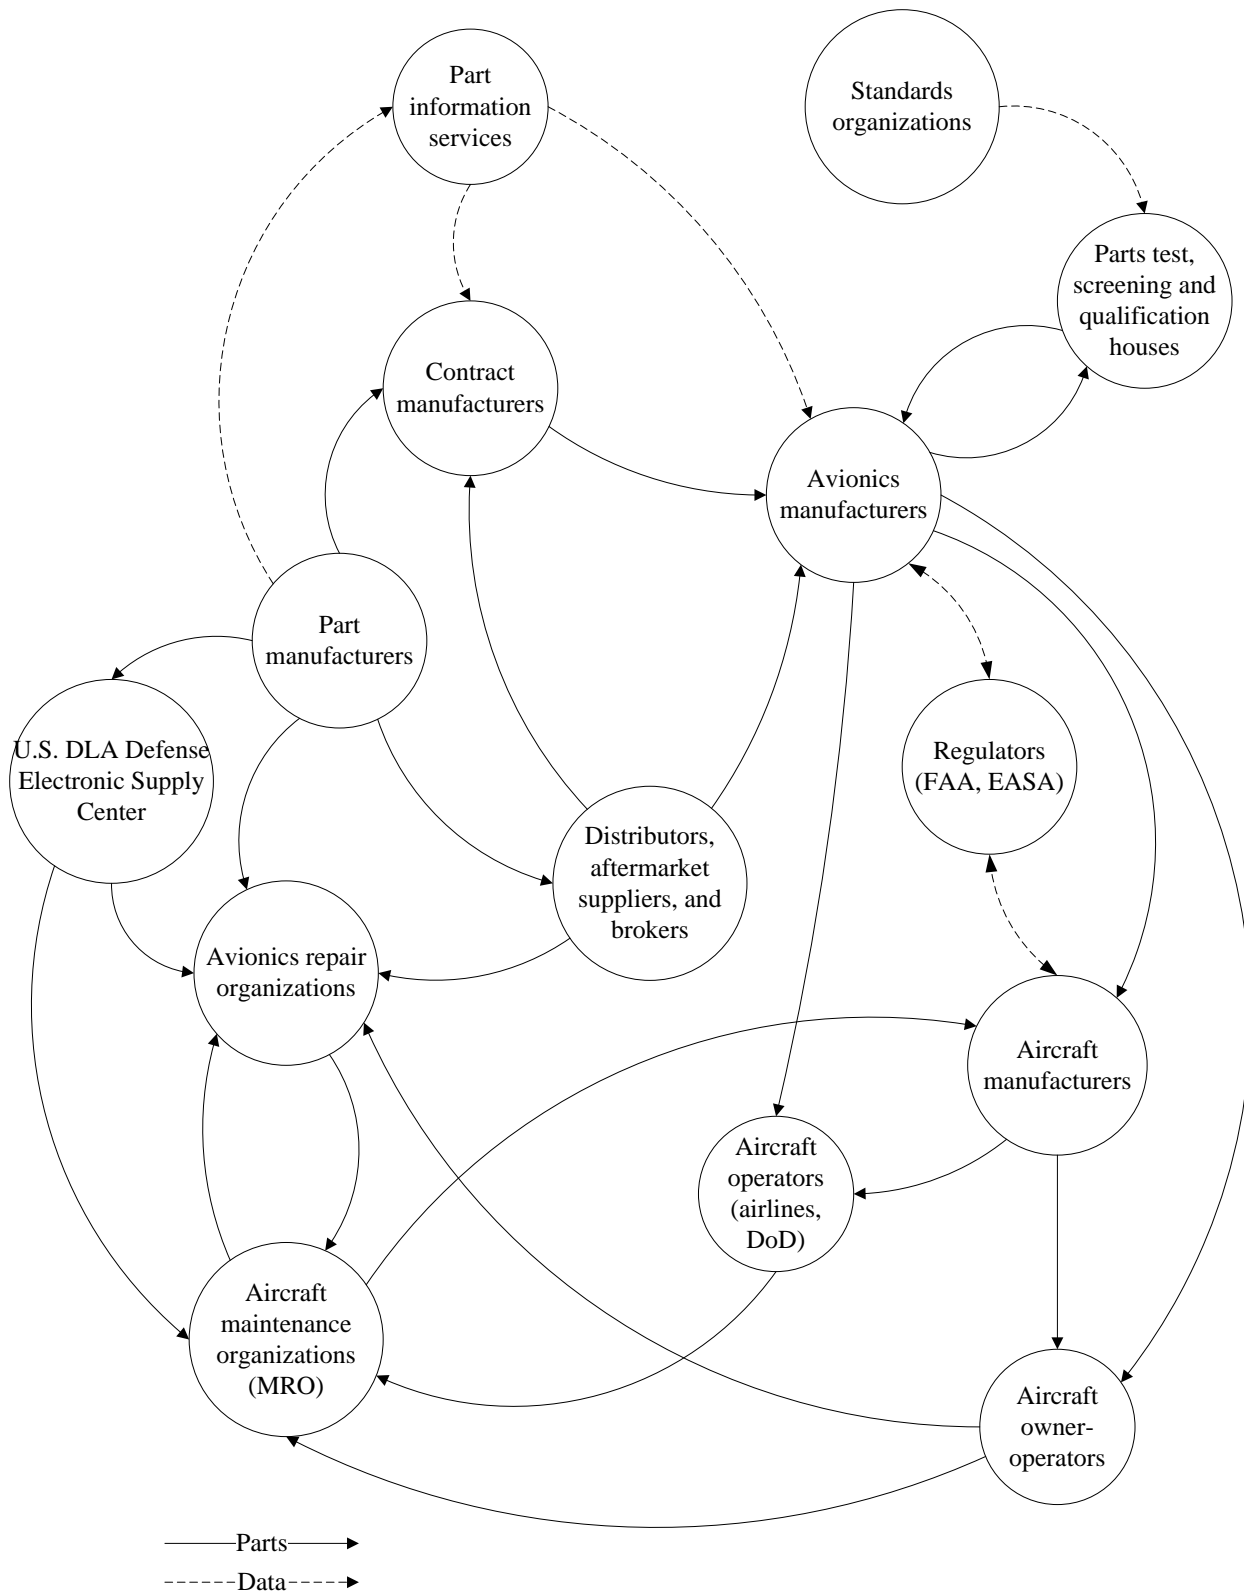 Part
information
services
Standards
organizations
Parts test,
screening and
qualification
houses
Contract
manufacturers
Avionics
manufacturers
Part
manufacturers
U.S. DLA Defense
Electronic Supply
Center
Regulators
(FAA, EASA)
Distributors,
aftermarket
suppliers, and
brokers
Avionics repair
organizations
Aircraft
manufacturers
Aircraft
operators
(airlines,
DoD)
Aircraft
maintenance
organizations
(MRO)
Aircraft
owner-
operators
Parts
Data